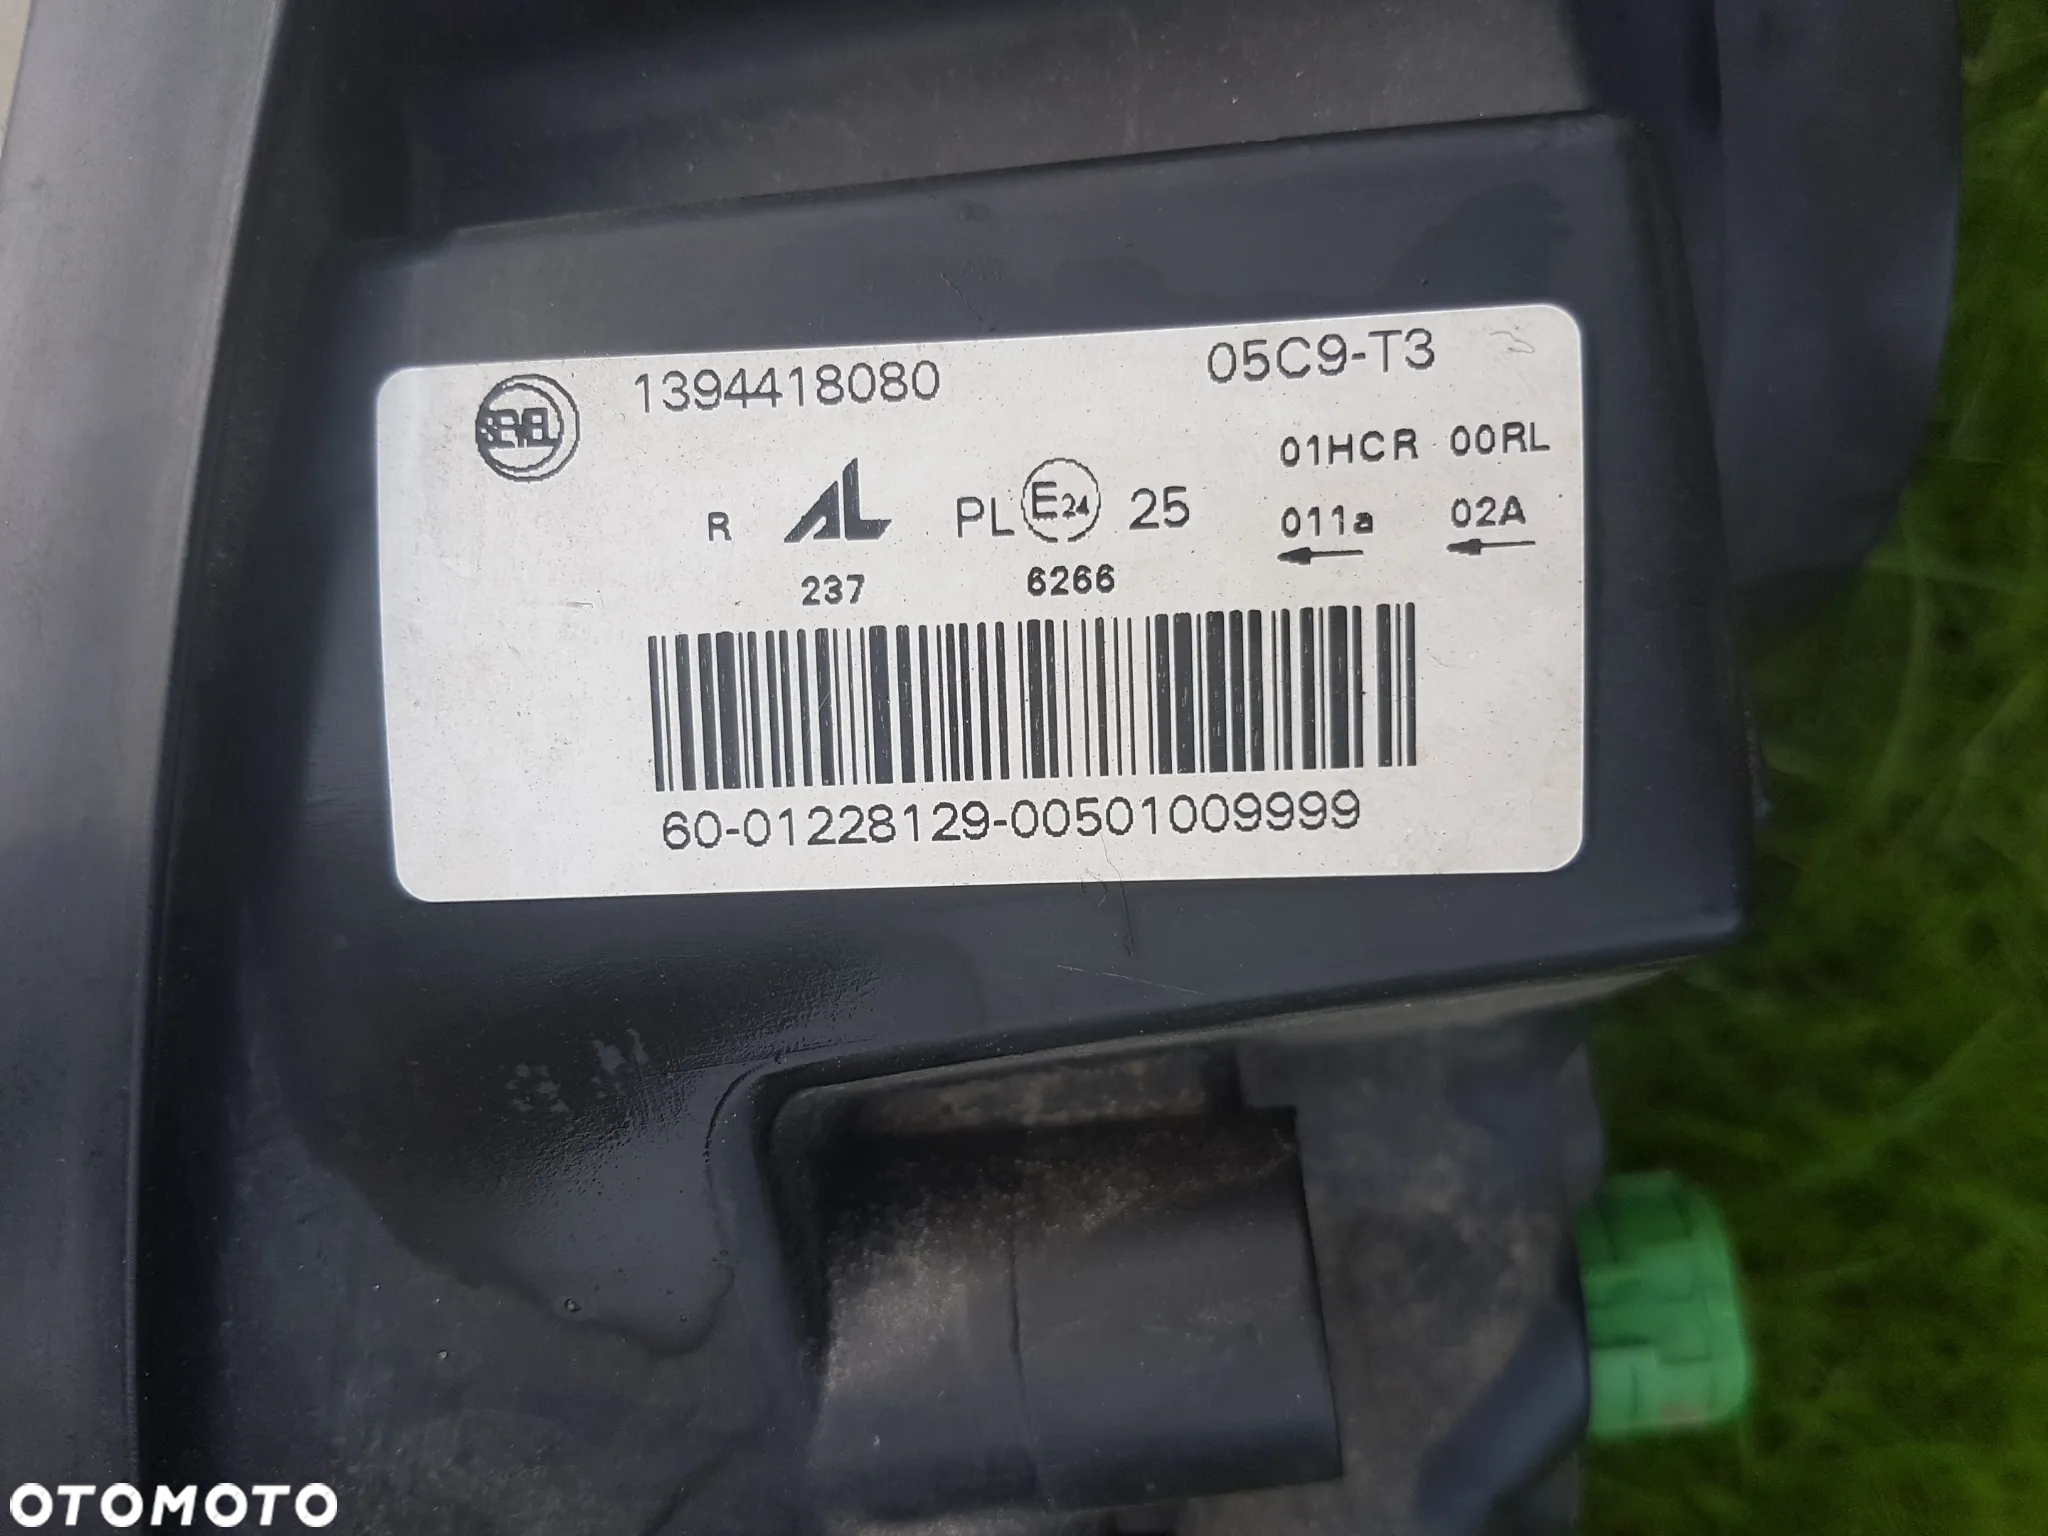 SEVEL 1394418080 05C9-T3
01HCR 00RL
R AL PL E24 25 011a 02A
237 6266
60-01228129-00501009999
OTOMOTO